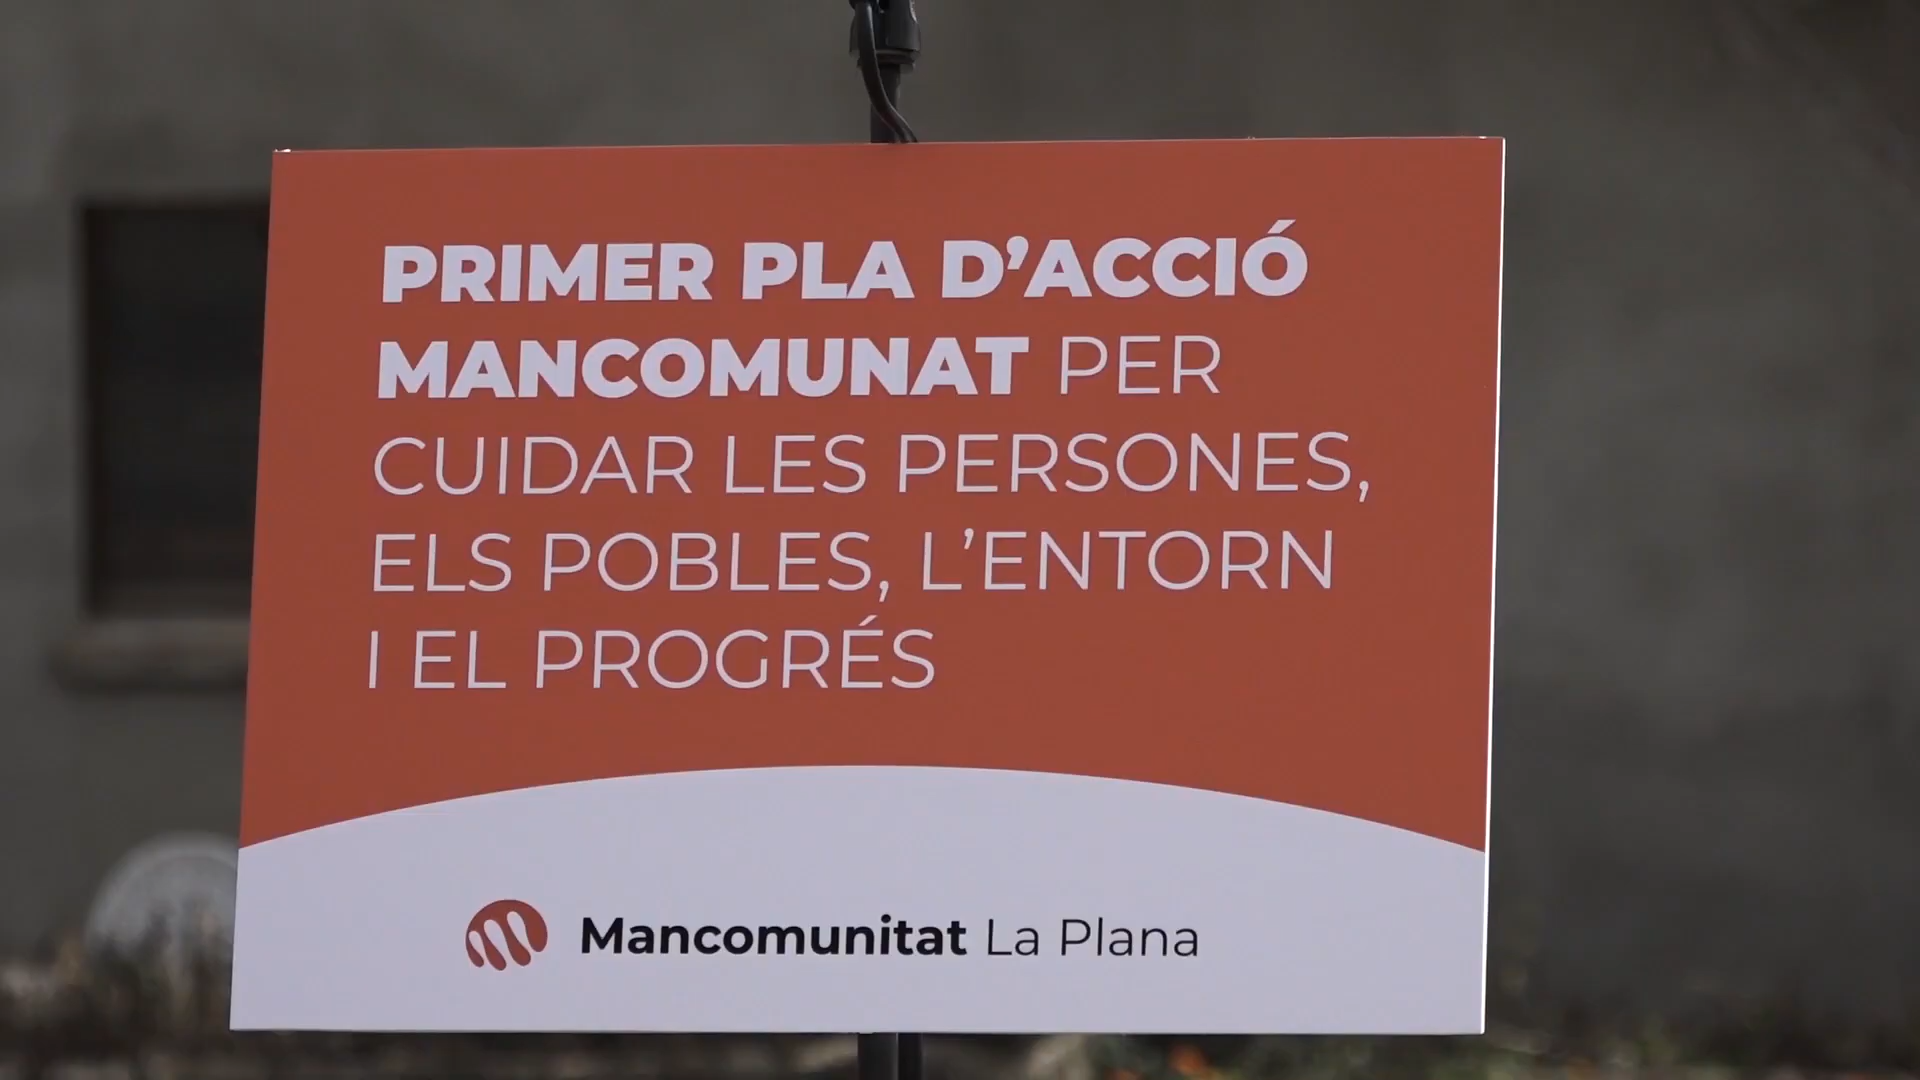 PRIMER PLA D’ACCIÓ
MANCOMUNAT PER
CUIDAR LES PERSONES,
ELS POBLES, L’ENTORN
I EL PROGRÉS
Mancomunitat La Plana